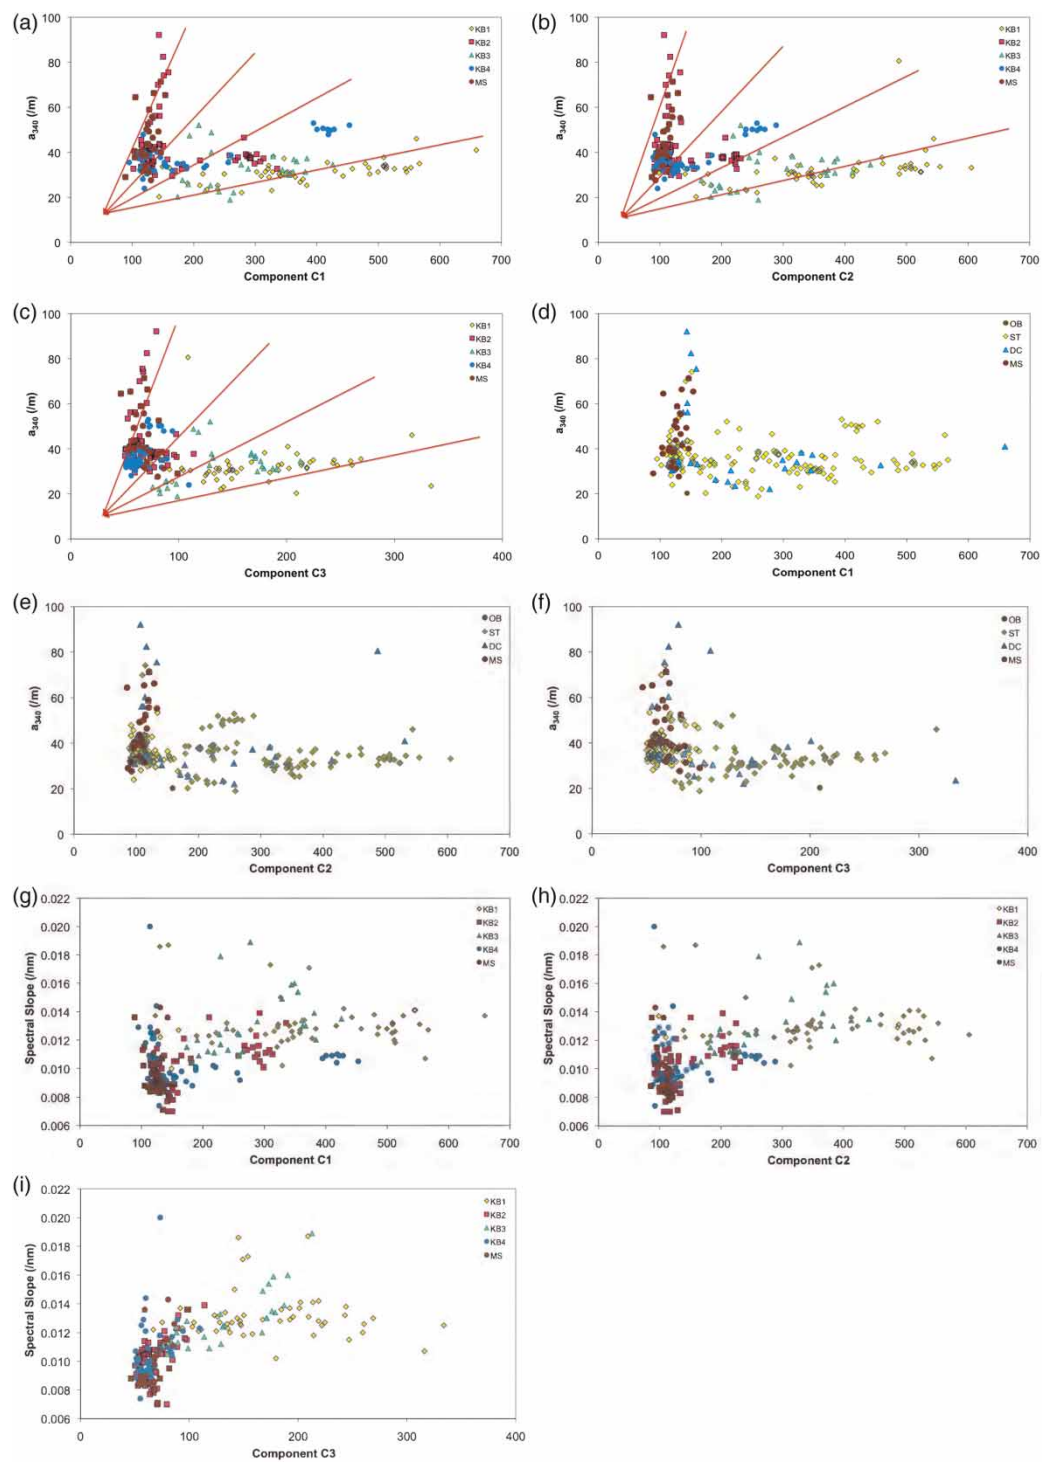 (a)
100
80
60
40
20
0
a340 (/m)
0 100 200 300 400 500 600 700
Component C1
KB1
KB2
KB3
KB4
MS
(b)
100
80
60
40
20
0
a340 (/m)
0 100 200 300 400 500 600 700
Component C2
KB1
KB2
KB3
KB4
MS
(c)
100
80
60
40
20
0
a340 (/m)
0 100 200 300 400
Component C3
KB1
KB2
KB3
KB4
MS
(d)
100
80
60
40
20
0
a340 (/m)
0 100 200 300 400 500 600 700
Component C1
OB
ST
DC
MS
(e)
100
80
60
40
20
0
a340 (/m)
0 100 200 300 400 500 600 700
Component C2
OB
ST
DC
MS
(f)
100
80
60
40
20
0
a340 (/m)
0 100 200 300 400
Component C3
OB
ST
DC
MS
(g)
0.022
0.020
0.018
0.016
0.014
0.012
0.010
0.008
0.006
Spectral Slope (/nm)
0 100 200 300 400 500 600 700
Component C1
KB1
KB2
KB3
KB4
MS
(h)
0.022
0.020
0.018
0.016
0.014
0.012
0.010
0.008
0.006
Spectral Slope (/nm)
0 100 200 300 400 500 600 700
Component C2
KB1
KB2
KB3
KB4
MS
(i)
0.022
0.020
0.018
0.016
0.014
0.012
0.010
0.008
0.006
Spectral Slope (/nm)
0 100 200 300 400
Component C3
KB1
KB2
KB3
KB4
MS